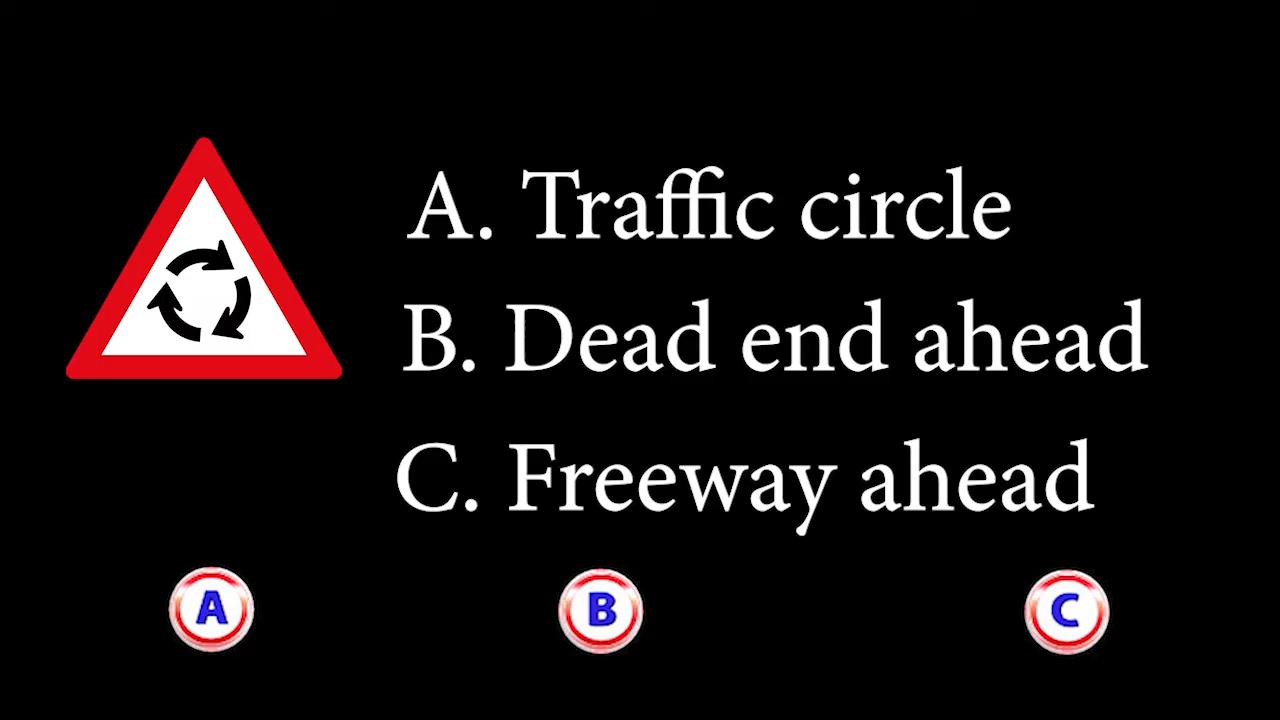 A. Traffic circle
B. Dead end ahead
C. Freeway ahead
A B C